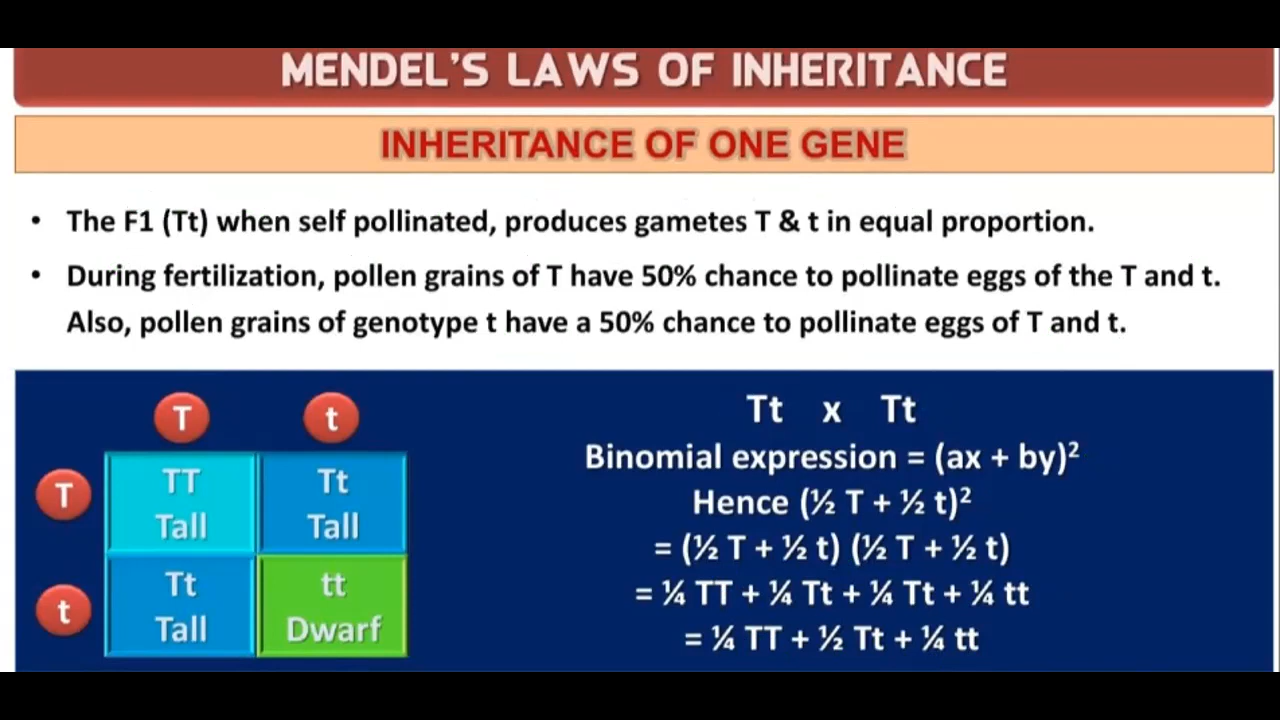 MENDEL'S LAWS OF INHERITANCE
INHERITANCE OF ONE GENE
• The F1 (Tt) when self pollinated, produces gametes T & t in equal proportion.
• During fertilization, pollen grains of T have 50% chance to pollinate eggs of the T and t.
Also, pollen grains of genotype t have a 50% chance to pollinate eggs of T and t.
T t
T TT Tt
Tall Tall
t Tt tt
Tall Dwarf
Tt x Tt
Binomial expression = (ax + by)²
Hence (½ T + ½ t)²
= (½ T + ½ t) (½ T + ½ t)
= ¼ TT + ¼ Tt + ¼ Tt + ¼ tt
= ¼ TT + ½ Tt + ¼ tt